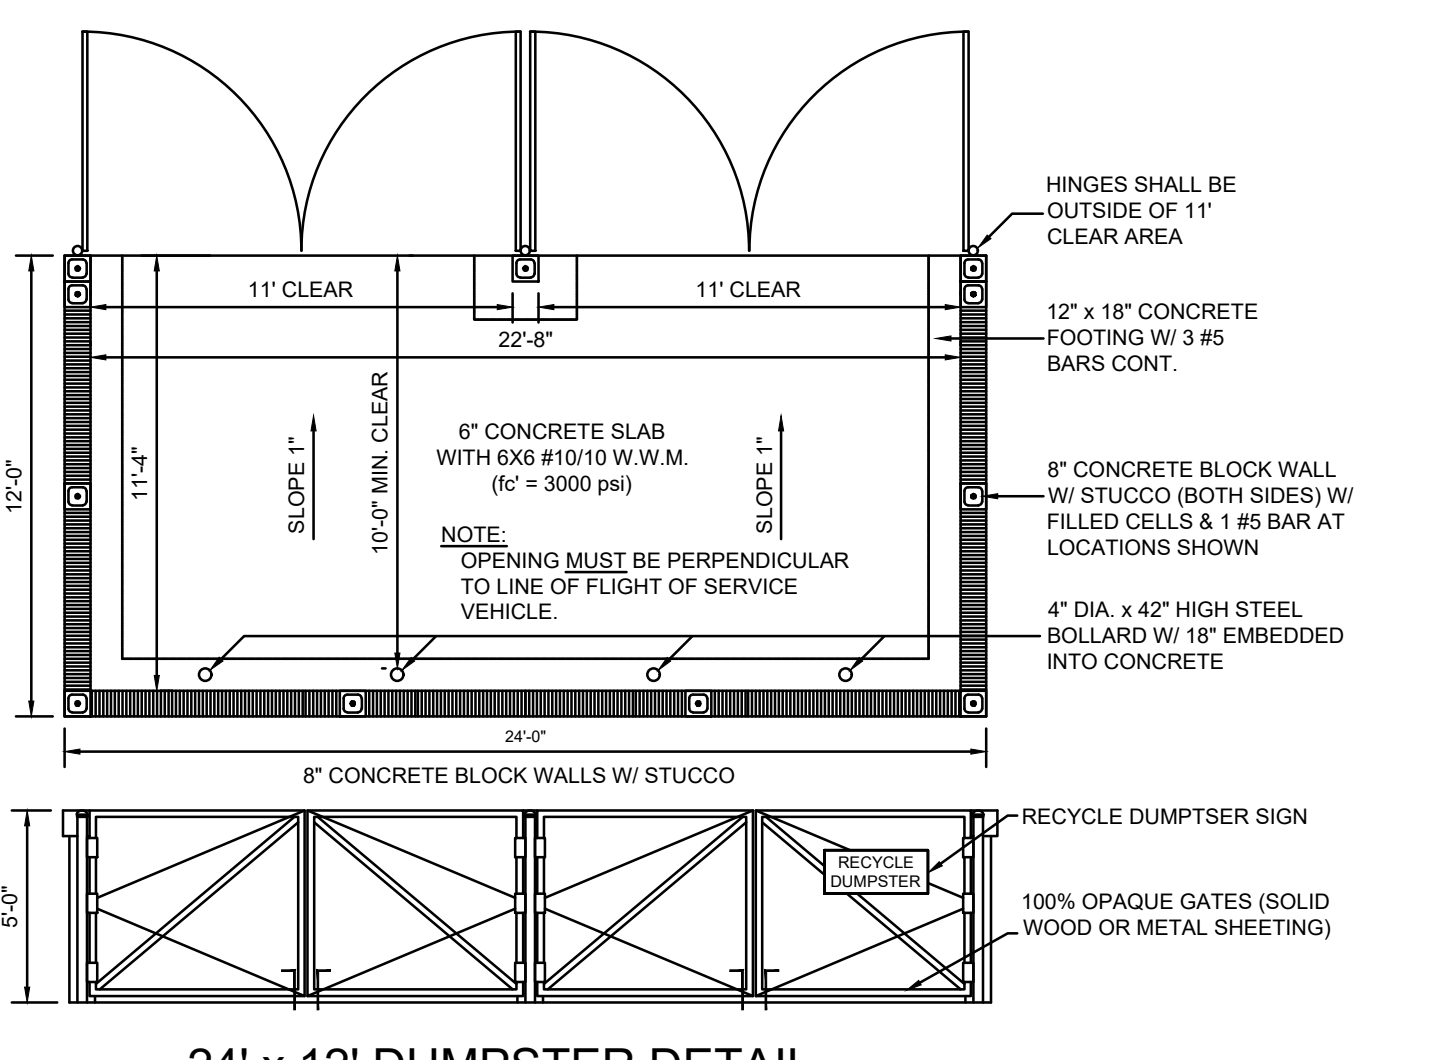 HINGES SHALL BE
OUTSIDE OF 11'
CLEAR AREA
11' CLEAR
11' CLEAR
22'-8"
12" x 18" CONCRETE
FOOTING W/ 3 #5
BARS CONT.
12'-0"
11'-4"
SLOPE 1"
10'-0" MIN. CLEAR
6" CONCRETE SLAB
WITH 6X6 #10/10 W.W.M.
(fc' = 3000 psi)
SLOPE 1"
NOTE:
OPENING MUST BE PERPENDICULAR
TO LINE OF FLIGHT OF SERVICE
VEHICLE.
8" CONCRETE BLOCK WALL
W/ STUCCO (BOTH SIDES) W/
FILLED CELLS & 1 #5 BAR AT
LOCATIONS SHOWN
4" DIA. x 42" HIGH STEEL
BOLLARD W/ 18" EMBEDDED
INTO CONCRETE
24'-0"
8" CONCRETE BLOCK WALLS W/ STUCCO
5'-0"
RECYCLE
DUMPSTER
RECYCLE DUMPTSER SIGN
100% OPAQUE GATES (SOLID
WOOD OR METAL SHEETING)
24' x 12' DUMPSTER DETAIL